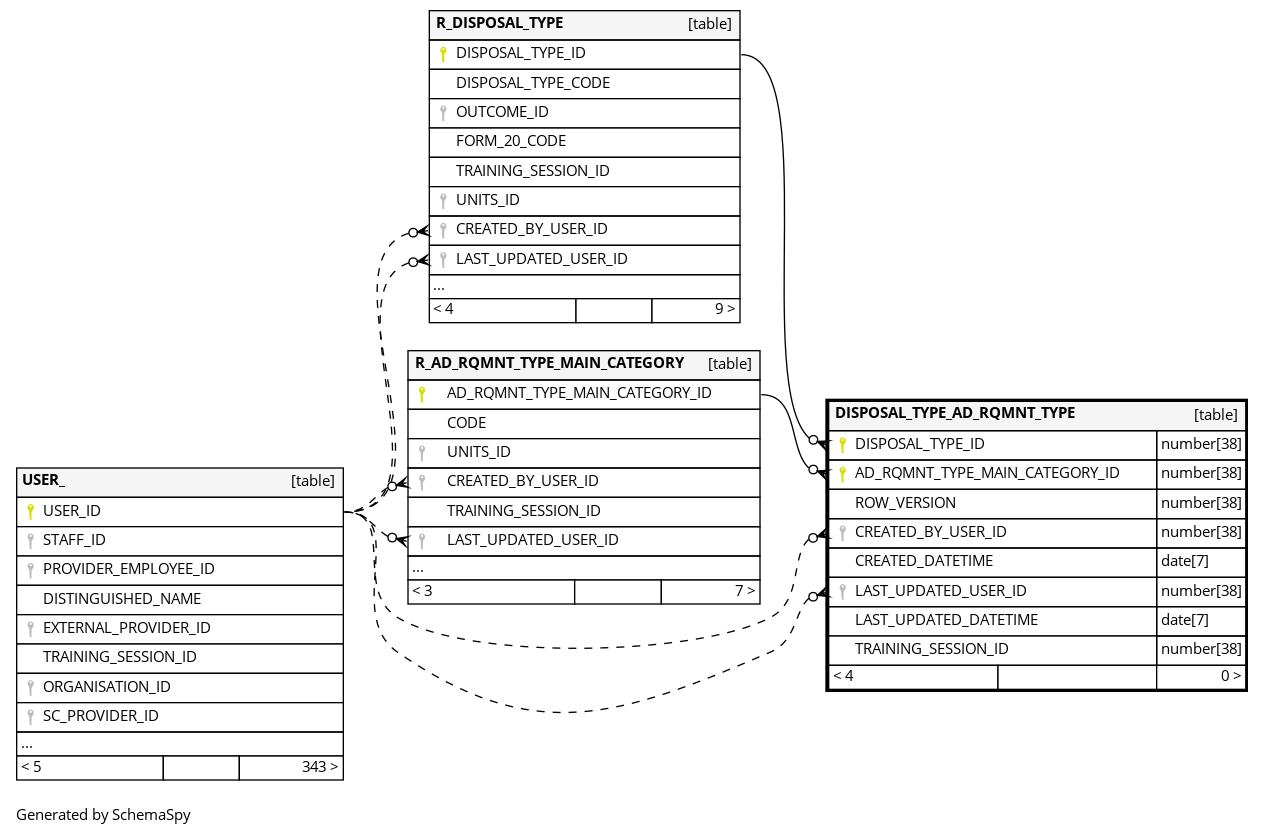 R_DISPOSAL_TYPE [table]
DISPOSAL_TYPE_ID
DISPOSAL_TYPE_CODE
OUTCOME_ID
FORM_20_CODE
TRAINING_SESSION_ID
UNITS_ID
CREATED_BY_USER_ID
LAST_UPDATED_USER_ID
...
< 4 9 >
R_AD_RQMNT_TYPE_MAIN_CATEGORY [table]
AD_RQMNT_TYPE_MAIN_CATEGORY_ID
CODE
UNITS_ID
CREATED_BY_USER_ID
TRAINING_SESSION_ID
LAST_UPDATED_USER_ID
...
< 3 7 >
DISPOSAL_TYPE_AD_RQMNT_TYPE [table]
DISPOSAL_TYPE_ID number[38]
AD_RQMNT_TYPE_MAIN_CATEGORY_ID number[38]
ROW_VERSION number[38]
CREATED_BY_USER_ID number[38]
CREATED_DATETIME date[7]
LAST_UPDATED_USER_ID number[38]
LAST_UPDATED_DATETIME date[7]
TRAINING_SESSION_ID number[38]
< 4 0 >
USER_ [table]
USER_ID
STAFF_ID
PROVIDER_EMPLOYEE_ID
DISTINGUISHED_NAME
EXTERNAL_PROVIDER_ID
TRAINING_SESSION_ID
ORGANISATION_ID
SC_PROVIDER_ID
...
< 5 343 >
Generated by SchemaSpy